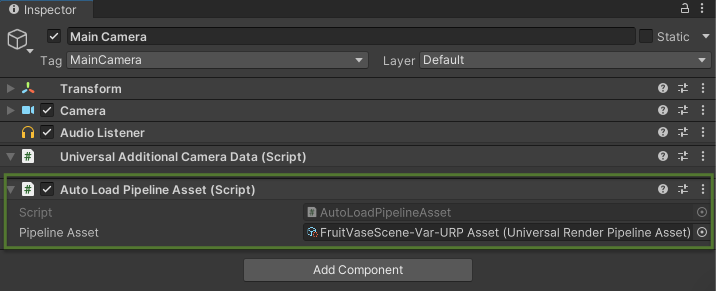 Inspector
Main Camera
Static
Tag MainCamera Layer Default
Transform
Camera
Audio Listener
Universal Additional Camera Data (Script)
Auto Load Pipeline Asset (Script)
Script AutoLoadPipelineAsset
Pipeline Asset FruitVaseScene-Var-URP Asset (Universal Render Pipeline Asset)
Add Component